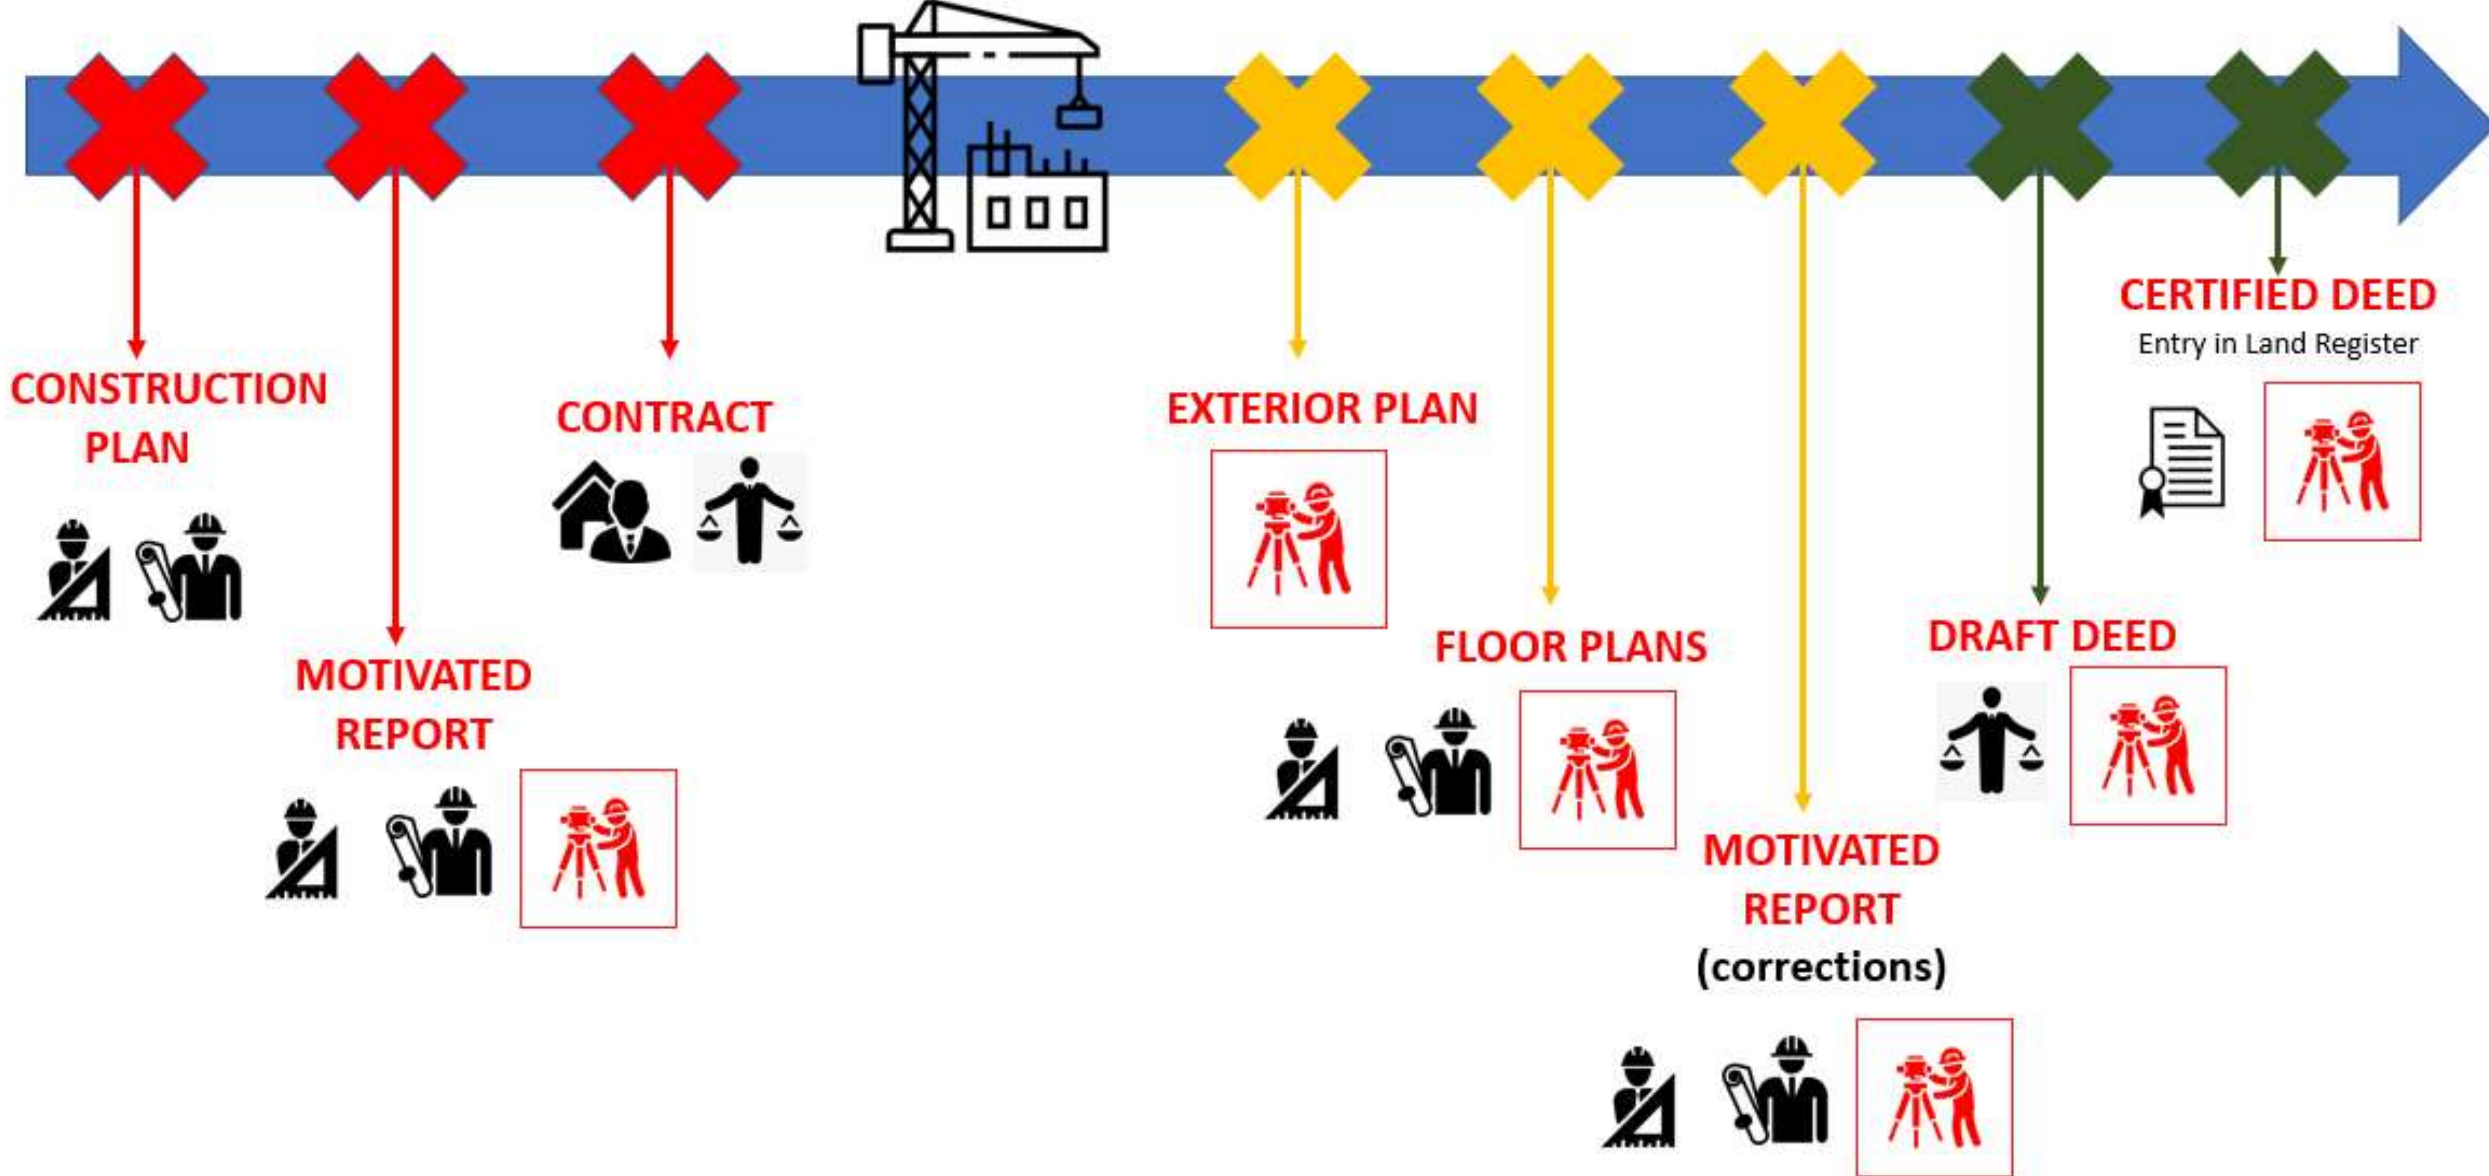 CONSTRUCTION
PLAN
MOTIVATED
REPORT
CONTRACT
EXTERIOR PLAN
FLOOR PLANS
MOTIVATED
REPORT
(corrections)
DRAFT DEED
CERTIFIED DEED
Entry in Land Register